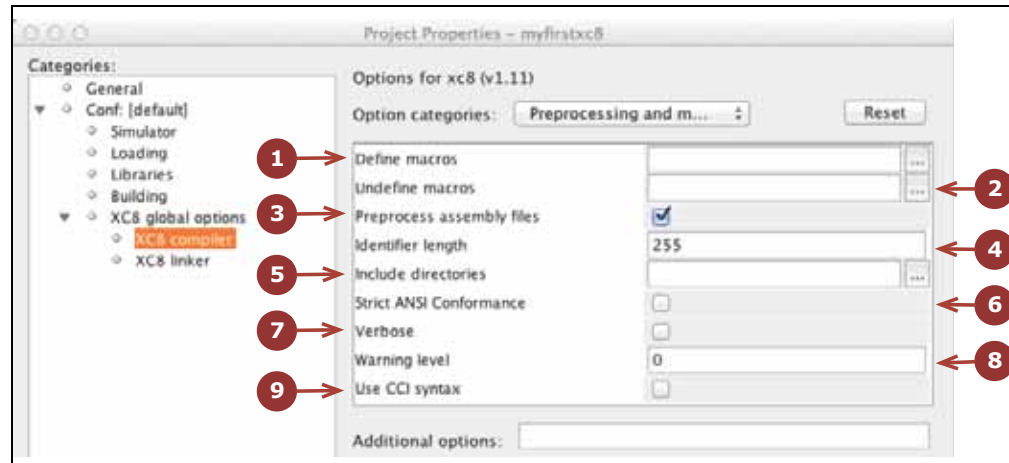 Project Properties – myfirstxc8
Categories:
General
Conf: [default]
Simulator
Loading
Libraries
Building
XC8 global options
XC8 compiler
XC8 linker
Options for xc8 (v1.11)
Option categories: Preprocessing and m... Reset
1 Define macros ...
Undefine macros ... 2
3 Preprocess assembly files
Identifier length 255 4
5 Include directories ...
Strict ANSI Conformance 6
7 Verbose
Warning level 0 8
9 Use CCI syntax
Additional options: